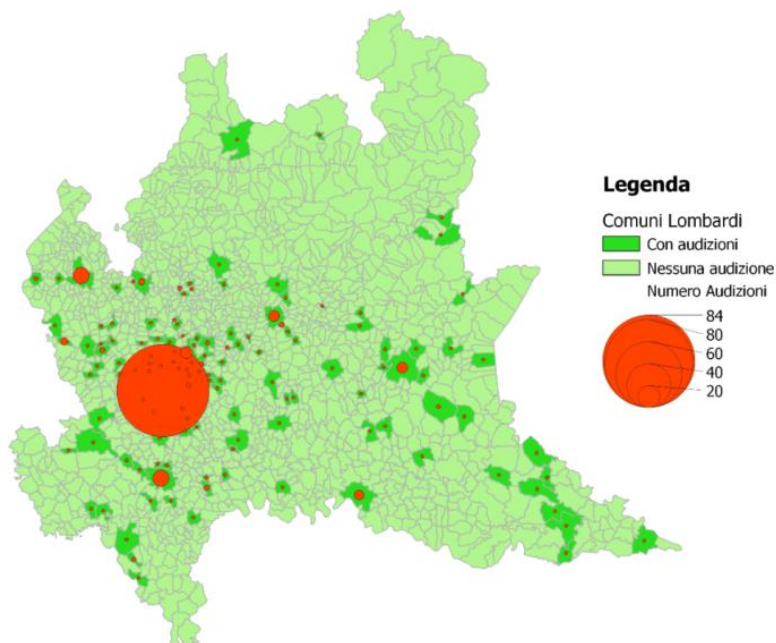 Legenda
Comuni Lombardi
Con audizioni
Nessuna audizione
Numero Audizioni
84
80
60
40
20